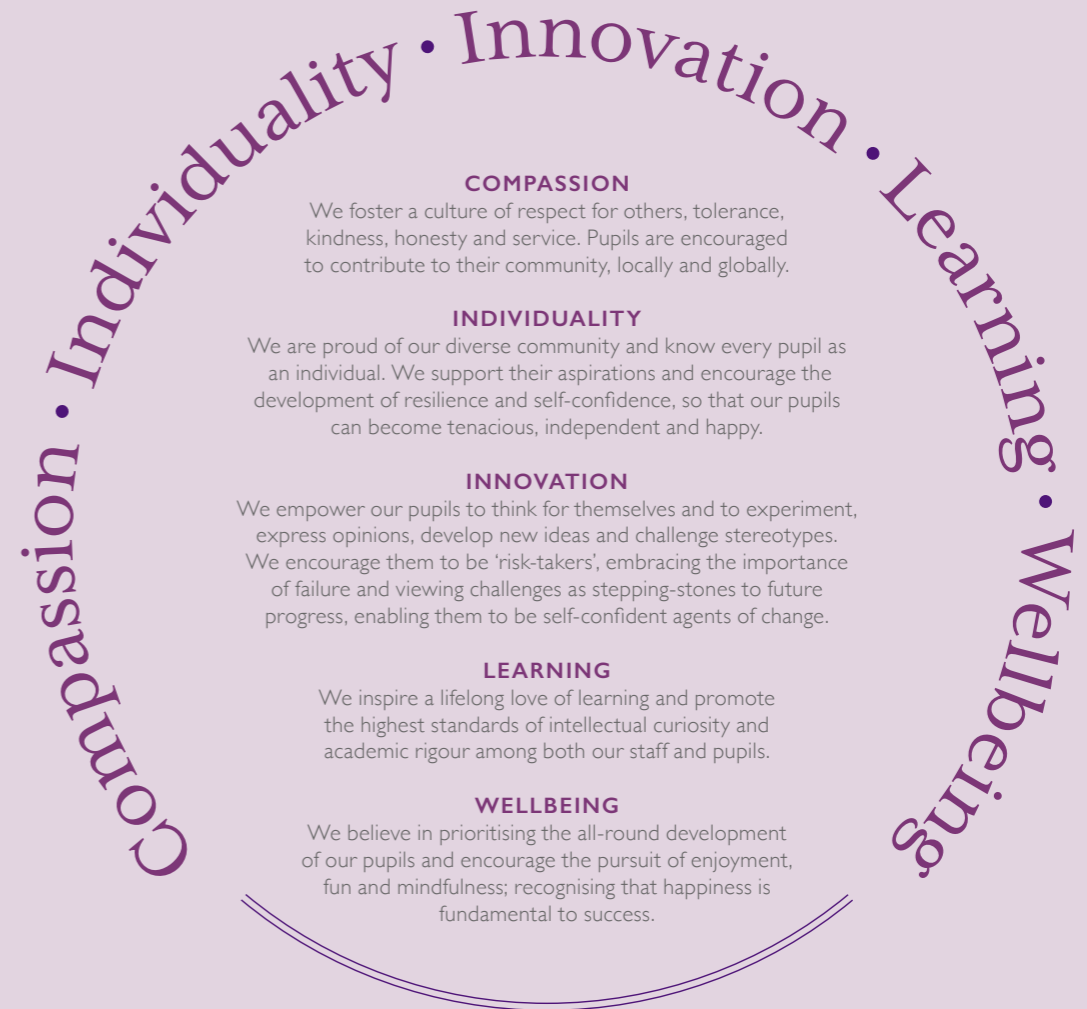 Compassion • Individuality • Innovation • Learning • Wellbeing
COMPASSION
We foster a culture of respect for others, tolerance,
kindness, honesty and service. Pupils are encouraged
to contribute to their community, locally and globally.
INDIVIDUALITY
We are proud of our diverse community and know every pupil as
an individual. We support their aspirations and encourage the
development of resilience and self-confidence, so that our pupils
can become tenacious, independent and happy.
INNOVATION
We empower our pupils to think for themselves and to experiment,
express opinions, develop new ideas and challenge stereotypes.
We encourage them to be ‘risk-takers’, embracing the importance
of failure and viewing challenges as stepping-stones to future
progress, enabling them to be self-confident agents of change.
LEARNING
We inspire a lifelong love of learning and promote
the highest standards of intellectual curiosity and
academic rigour among both our staff and pupils.
WELLBEING
We believe in prioritising the all-round development
of our pupils and encourage the pursuit of enjoyment,
fun and mindfulness; recognising that happiness is
fundamental to success.